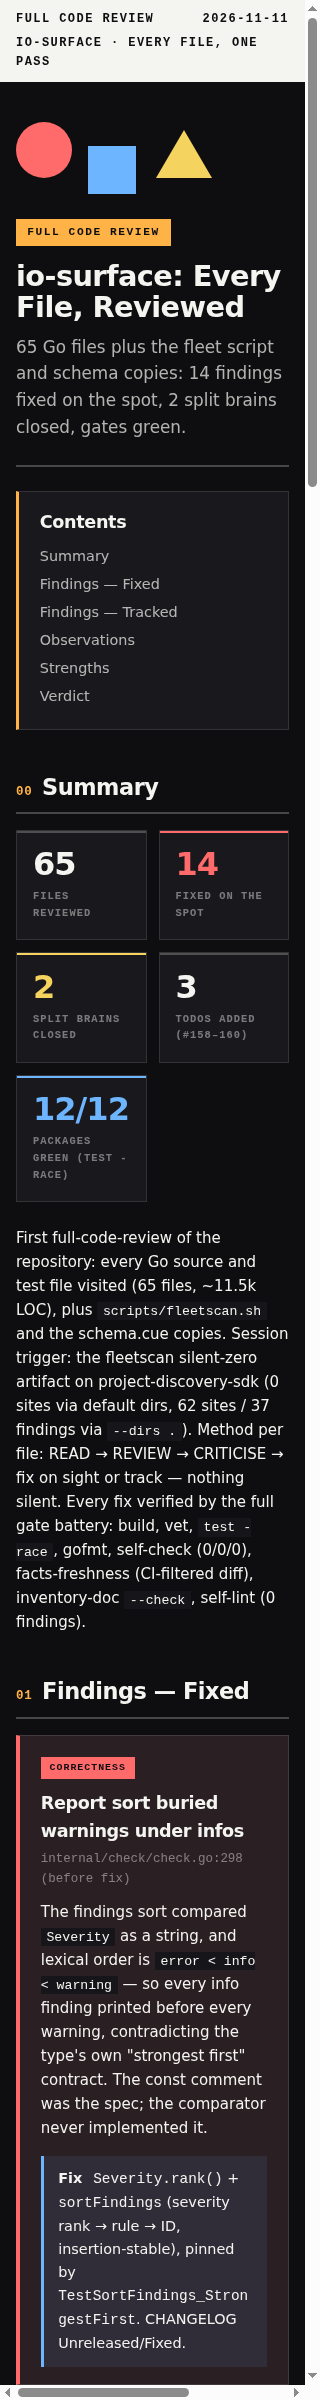 FULL CODE REVIEW 2026-11-11
IO-SURFACE · EVERY FILE, ONE
PASS
FULL CODE REVIEW
io-surface: Every
File, Reviewed
65 Go files plus the fleet script
and schema copies: 14 findings
fixed on the spot, 2 split brains
closed, gates green.
Contents
Summary
Findings — Fixed
Findings — Tracked
Observations
Strengths
Verdict
00 Summary
65
FILES
REVIEWED
14
FIXED ON THE
SPOT
2
SPLIT BRAINS
CLOSED
3
TODOS ADDED
(#158–160)
12/12
PACKAGES
GREEN (TEST -
RACE)
First full-code-review of the
repository: every Go source and
test file visited (65 files, ~11.5k
LOC), plus scripts/fleetscan.sh
and the schema.cue copies. Session
trigger: the fleetscan silent-zero
artifact on project-discovery-sdk (0
sites via default dirs, 62 sites / 37
findings via --dirs . ). Method per
file: READ → REVIEW → CRITICISE →
fix on sight or track — nothing
silent. Every fix verified by the full
gate battery: build, vet, test -
race , gofmt, self-check (0/0/0),
facts-freshness (CI-filtered diff),
inventory-doc --check , self-lint (0
findings).
01 Findings — Fixed
CORRECTNESS
Report sort buried
warnings under infos
internal/check/check.go:298
(before fix)
The findings sort compared
Severity as a string, and
lexical order is error < info
< warning — so every info
finding printed before every
warning, contradicting the
type's own "strongest first"
contract. The const comment
was the spec; the comparator
never implemented it.
Fix Severity.rank() +
sortFindings (severity
rank → rule → ID,
insertion-stable), pinned
by
TestSortFindings_Stron
gestFirst. CHANGELOG
Unreleased/Fixed.